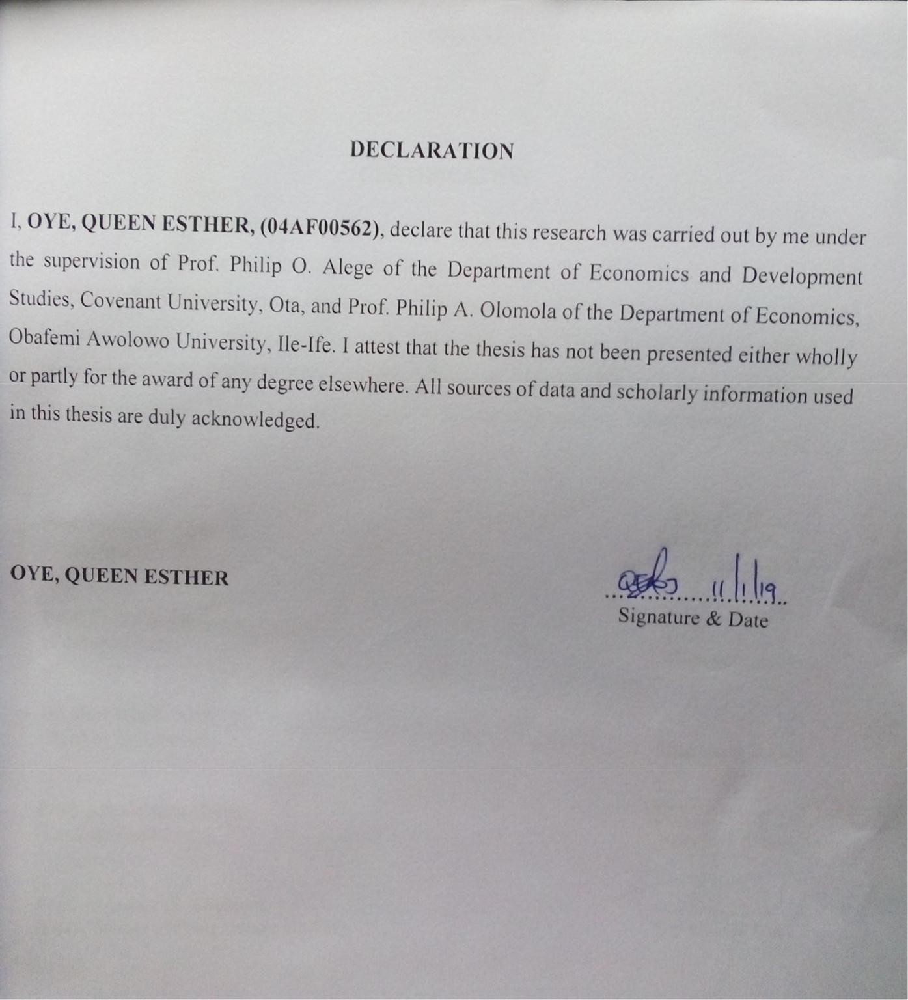 DECLARATION
I, OYE, QUEEN ESTHER, (04AF00562), declare that this research was carried out by me under
the supervision of Prof. Philip O. Alege of the Department of Economics and Development
Studies, Covenant University, Ota, and Prof. Philip A. Olomola of the Department of Economics,
Obafemi Awolowo University, Ile-Ife. I attest that the thesis has not been presented either wholly
or partly for the award of any degree elsewhere. All sources of data and scholarly information used
in this thesis are duly acknowledged.
OYE, QUEEN ESTHER
11/1/19
Signature & Date